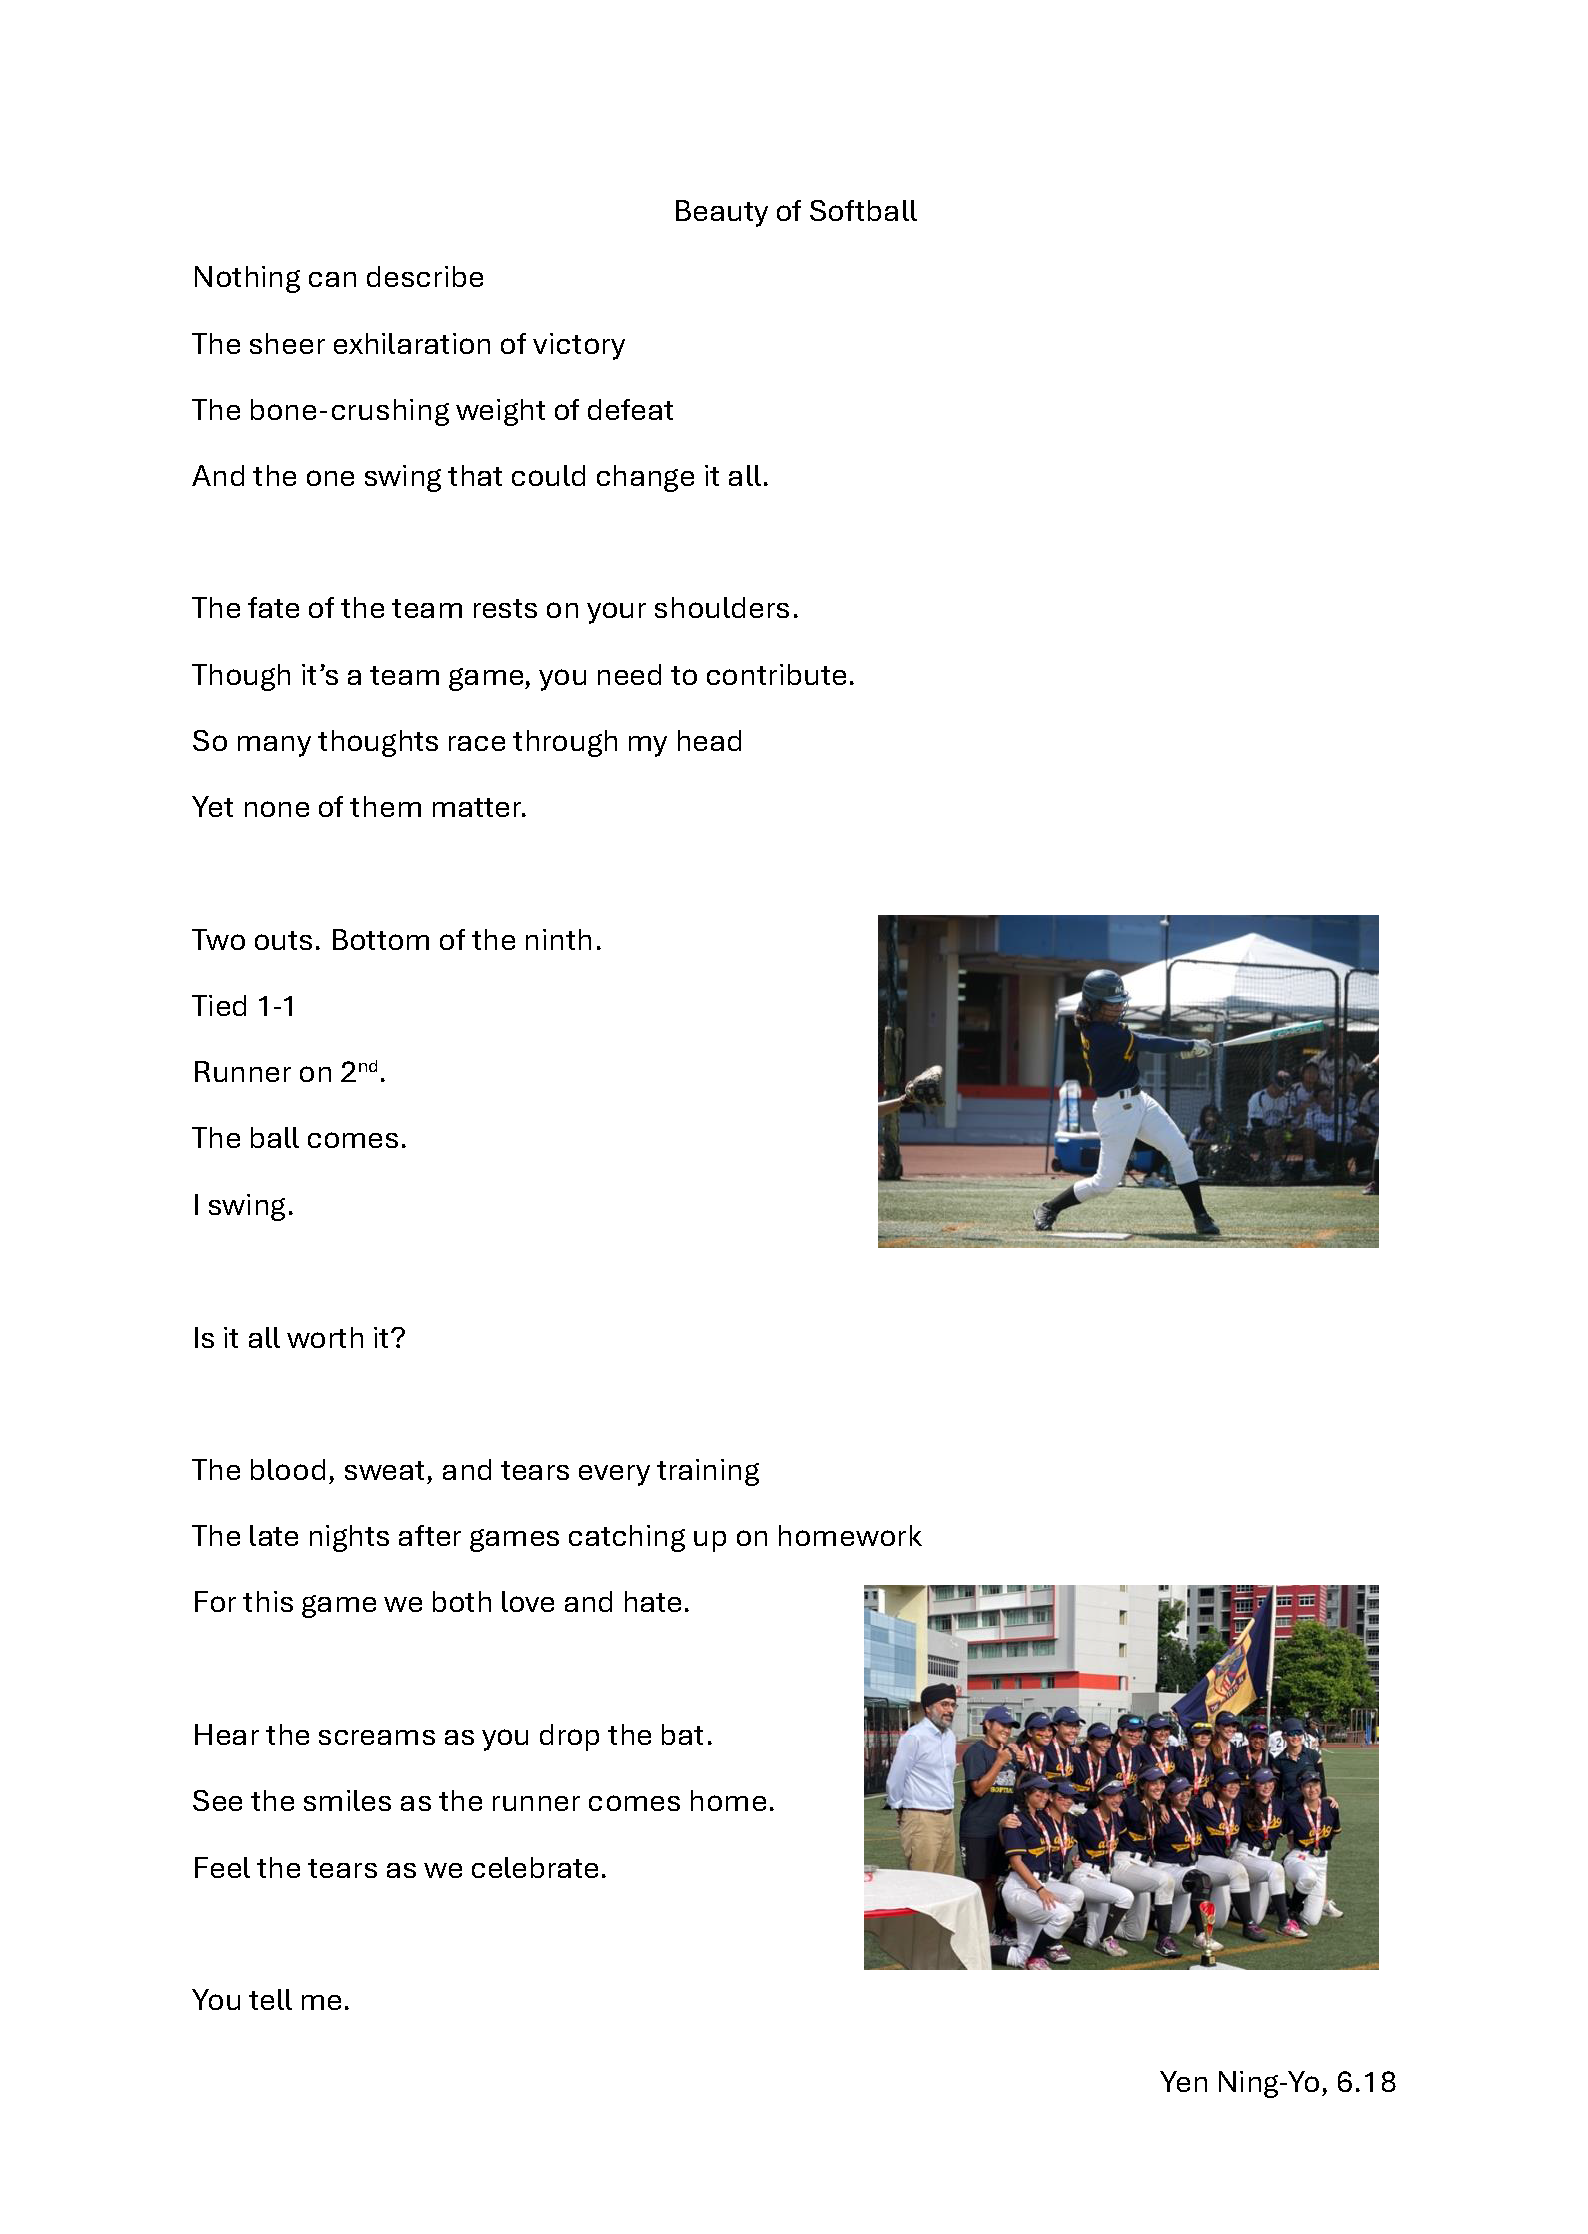 Beauty of Softball
Nothing can describe
The sheer exhilaration of victory
The bone-crushing weight of defeat
And the one swing that could change it all.
The fate of the team rests on your shoulders.
Though it’s a team game, you need to contribute.
So many thoughts race through my head
Yet none of them matter.
Two outs. Bottom of the ninth.
Tied 1-1
Runner on 2nd.
The ball comes.
I swing.
Is it all worth it?
The blood, sweat, and tears every training
The late nights after games catching up on homework
For this game we both love and hate.
Hear the screams as you drop the bat.
See the smiles as the runner comes home.
Feel the tears as we celebrate.
You tell me.
Yen Ning-Yo, 6.18